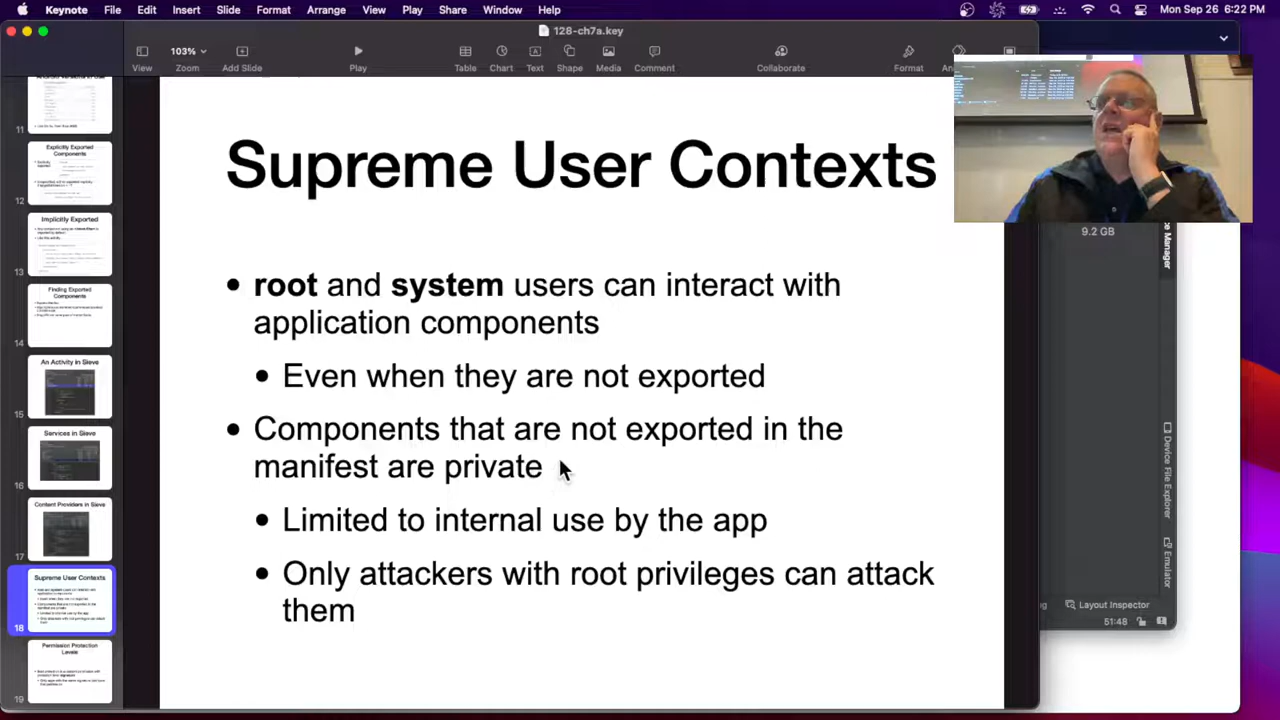 Keynote File Edit Insert Slide Format Arrange View Play Share Window Help Mon Sep 26 6:22 PM
128-ch7a.key
103%
View Zoom Add Slide Play Table Chart Text Shape Media Comment Collaborate Format
11
Explicitly Exported
Components
12
Implicitly Exported
13
Finding Exported
Components
14
An Activity in Sieve
15
Services in Sieve
16
Content Providers in Sieve
17
Supreme User Contexts
18
Permission Protection
Levels
19
Supreme User Contexts
• root and system users can interact with
application components
• Even when they are not exported
• Components that are not exported in the
manifest are private
• Limited to internal use by the app
• Only attackers with root privileges can attack
them
9.2 GB
Manager
Device File Explorer
Emulator
Layout Inspector
51:48